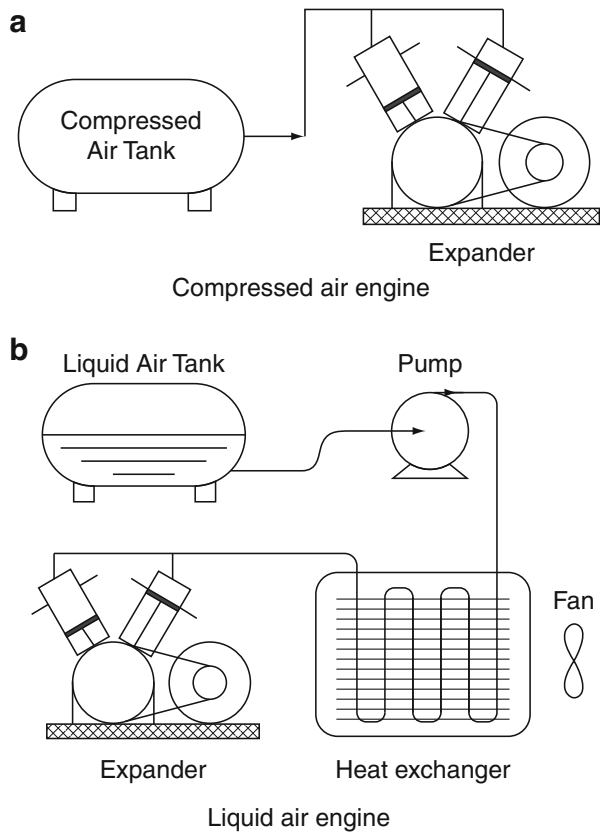 a
Compressed
Air Tank
Expander
Compressed air engine
b
Liquid Air Tank
Pump
Fan
Expander
Heat exchanger
Liquid air engine